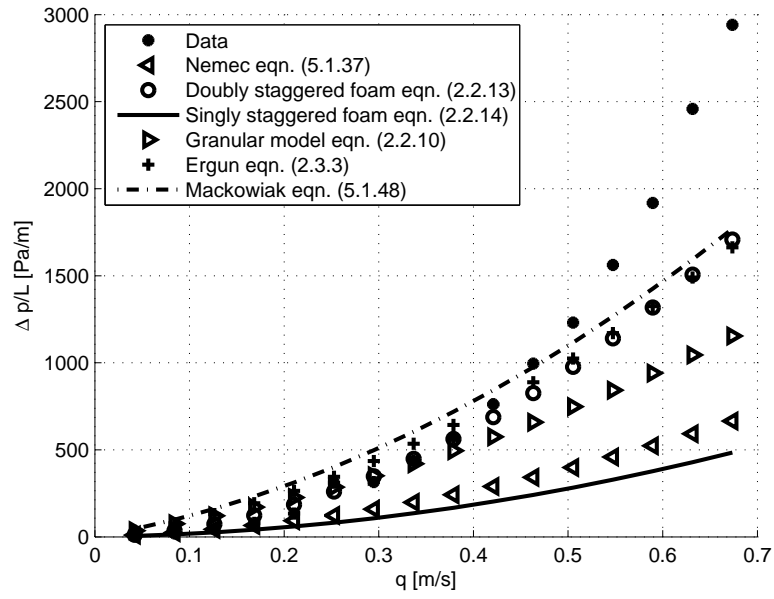 3000
2500
2000
1500
1000
500
0
Δ p/L [Pa/m]
Data
Nemec eqn. (5.1.37)
Doubly staggered foam eqn. (2.2.13)
Singly staggered foam eqn. (2.2.14)
Granular model eqn. (2.2.10)
Ergun eqn. (2.3.3)
Mackowiak eqn. (5.1.48)
0 0.1 0.2 0.3 0.4 0.5 0.6 0.7
q [m/s]